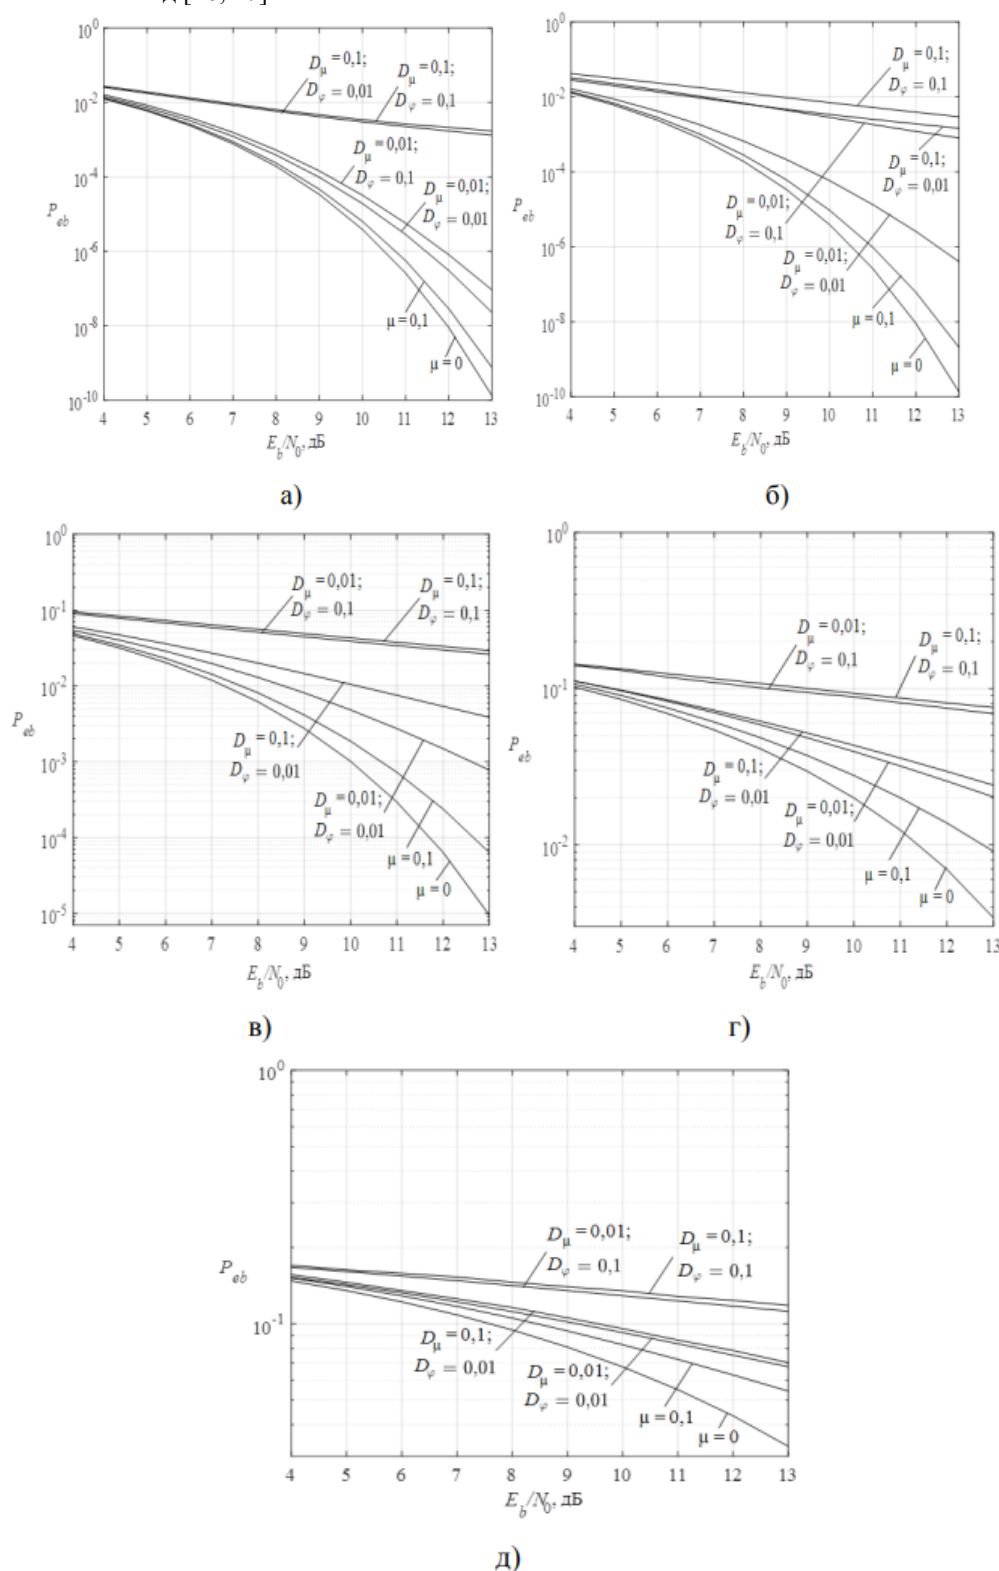 10^0
10^-2
10^-4
10^-6
10^-8
10^-10
P_eb
D_μ = 0,1;
D_φ = 0,01
D_μ = 0,1;
D_φ = 0,1
D_μ = 0,01;
D_φ = 0,1
D_μ = 0,01;
D_φ = 0,01
μ = 0,1
μ = 0
4 5 6 7 8 9 10 11 12 13
E_b/N_0, дБ
а)
10^0
10^-2
10^-4
10^-6
10^-8
10^-10
P_eb
D_μ = 0,1;
D_φ = 0,1
D_μ = 0,1;
D_φ = 0,01
D_μ = 0,01;
D_φ = 0,1
D_μ = 0,01;
D_φ = 0,01
μ = 0,1
μ = 0
4 5 6 7 8 9 10 11 12 13
E_b/N_0, дБ
б)
10^0
10^-1
10^-2
10^-3
10^-4
10^-5
P_eb
D_μ = 0,01;
D_φ = 0,1
D_μ = 0,1;
D_φ = 0,1
D_μ = 0,1;
D_φ = 0,01
D_μ = 0,01;
D_φ = 0,01
μ = 0,1
μ = 0
4 5 6 7 8 9 10 11 12 13
E_b/N_0, дБ
в)
10^0
10^-1
10^-2
P_eb
D_μ = 0,01;
D_φ = 0,1
D_μ = 0,1;
D_φ = 0,1
D_μ = 0,1;
D_φ = 0,01
D_μ = 0,01;
D_φ = 0,01
μ = 0,1
μ = 0
4 5 6 7 8 9 10 11 12 13
E_b/N_0, дБ
г)
10^0
10^-1
P_eb
D_μ = 0,01;
D_φ = 0,1
D_μ = 0,1;
D_φ = 0,1
D_μ = 0,1;
D_φ = 0,01
D_μ = 0,01;
D_φ = 0,01
μ = 0,1
μ = 0
4 5 6 7 8 9 10 11 12 13
E_b/N_0, дБ
д)